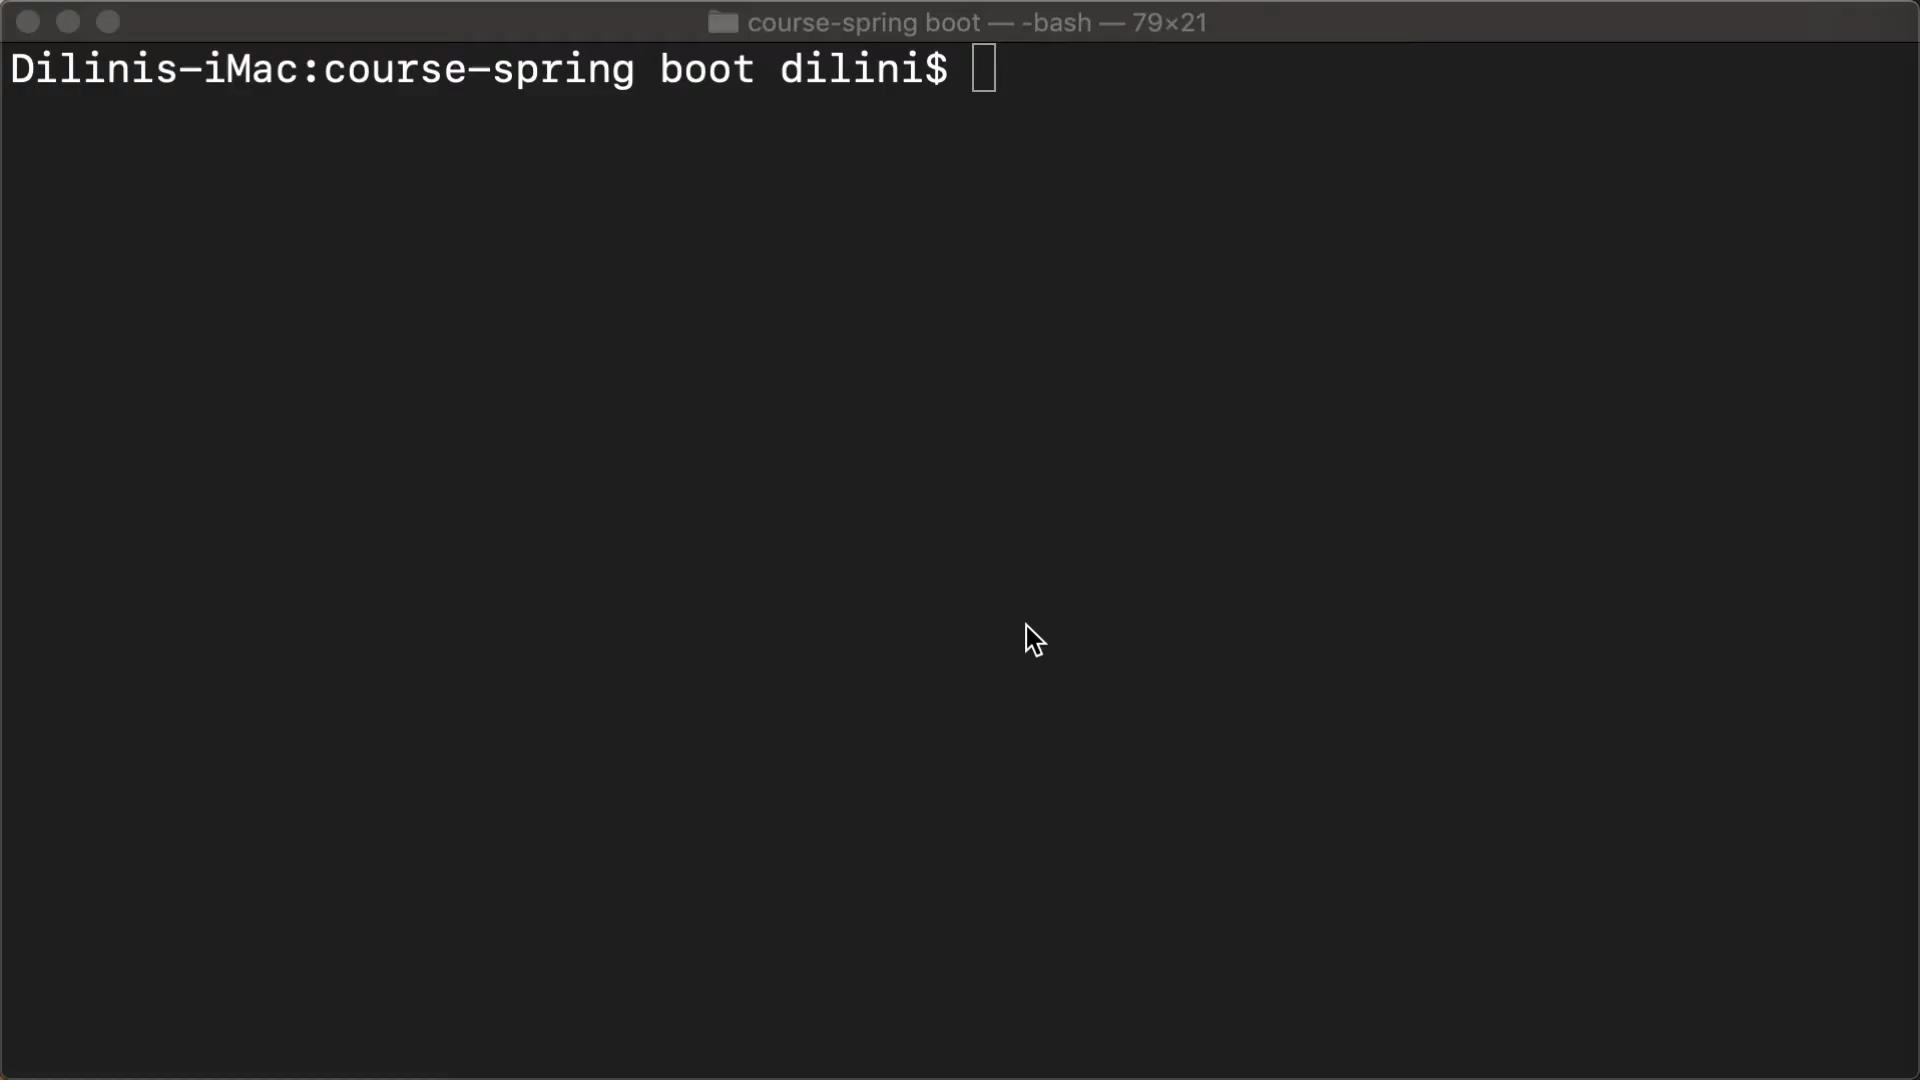 course-spring boot — -bash — 79×21
Dilinis-iMac:course-spring boot dilini$